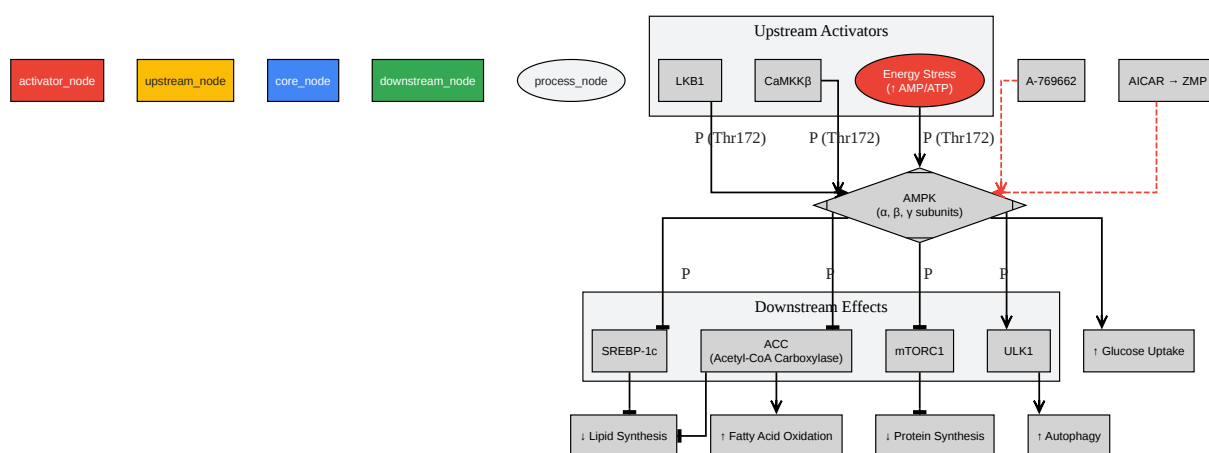 Upstream Activators
activator_node
upstream_node
core_node
downstream_node
process_node
LKB1
CaMKKβ
Energy Stress
(↑ AMP/ATP)
A-769662
AICAR → ZMP
P (Thr172)
P (Thr172)
P (Thr172)
AMPK
(α, β, γ subunits)
P
P
P
P
Downstream Effects
SREBP-1c
ACC
(Acetyl-CoA Carboxylase)
mTORC1
ULK1
↑ Glucose Uptake
↓ Lipid Synthesis
↑ Fatty Acid Oxidation
↓ Protein Synthesis
↑ Autophagy